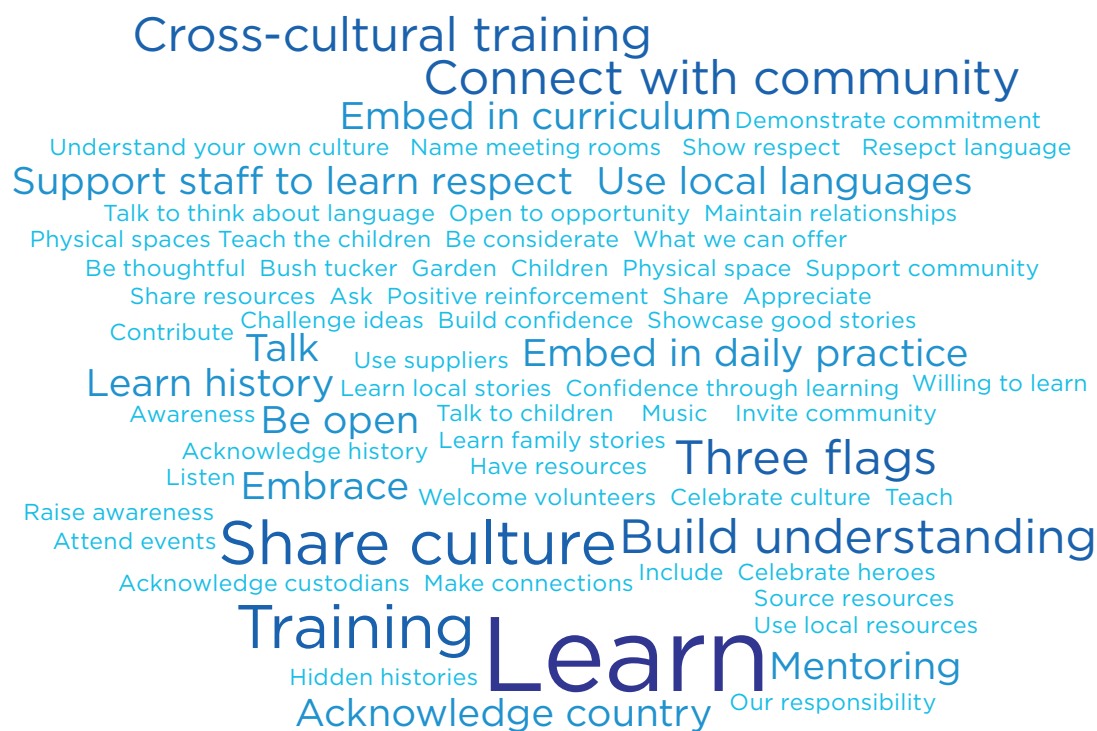 Cross-cultural training
Connect with community
Embed in curriculum Demonstrate commitment
Understand your own culture Name meeting rooms Show respect Resepct language
Support staff to learn respect Use local languages
Talk to think about language Open to opportunity Maintain relationships
Physical spaces Teach the children Be considerate What we can offer
Be thoughtful Bush tucker Garden Children Physical space Support community
Share resources Ask Positive reinforcement Share Appreciate
Contribute Challenge ideas Build confidence Showcase good stories
Talk Use suppliers Embed in daily practice
Learn history Learn local stories Confidence through learning Willing to learn
Awareness Be open Talk to children Music Invite community
Acknowledge history Learn family stories
Have resources Three flags
Listen Embrace Welcome volunteers Celebrate culture Teach
Raise awareness
Attend events Share culture Build understanding
Acknowledge custodians Make connections Include Celebrate heroes
Source resources
Use local resources
Training Learn Mentoring
Hidden histories
Acknowledge country Our responsibility